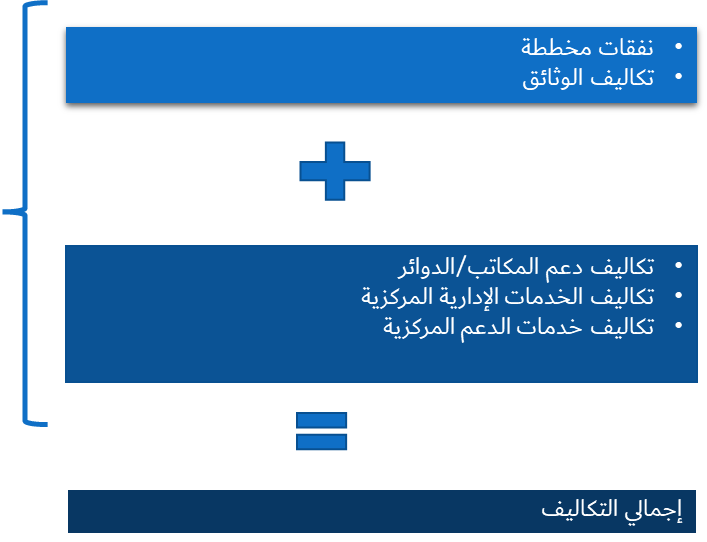 • نفقات مخططة
• تكاليف الوثائق
• تكاليف دعم المكاتب/الدوائر
• تكاليف الخدمات الإدارية المركزية
• تكاليف خدمات الدعم المركزية
إجمالي التكاليف